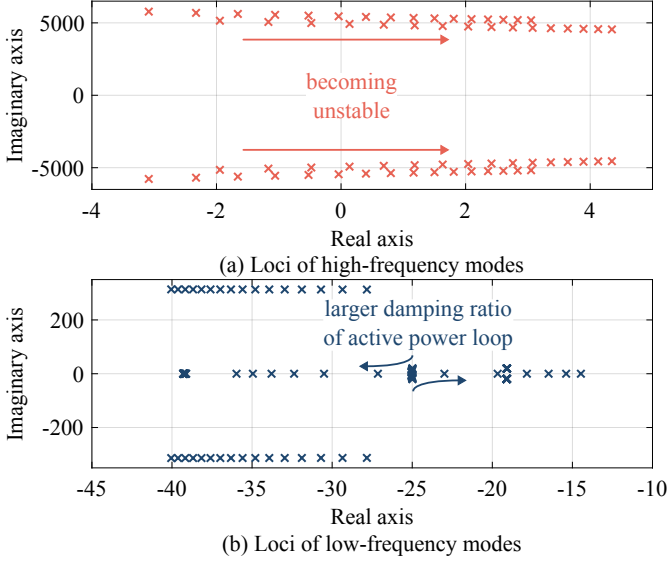 5000
0
-5000
Imaginary axis
becoming
unstable
-4
-2
0
2
4
Real axis
(a) Loci of high-frequency modes
200
0
-200
Imaginary axis
larger damping ratio
of active power loop
-45
-40
-35
-30
-25
-20
-15
-10
Real axis
(b) Loci of low-frequency modes